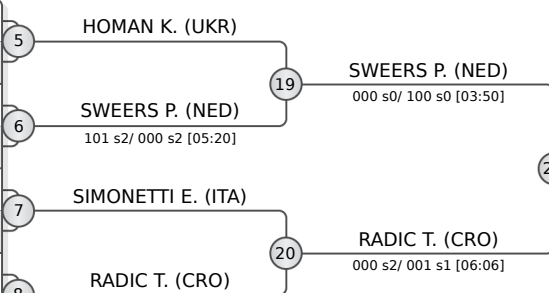 HOMAN K. (UKR)
5
19
SWEERS P. (NED)
000 s0/ 100 s0 [03:50]
6
SWEERS P. (NED)
101 s2/ 000 s2 [05:20]
7
SIMONETTI E. (ITA)
20
RADIC T. (CRO)
000 s2/ 001 s1 [06:06]
RADIC T. (CRO)
8